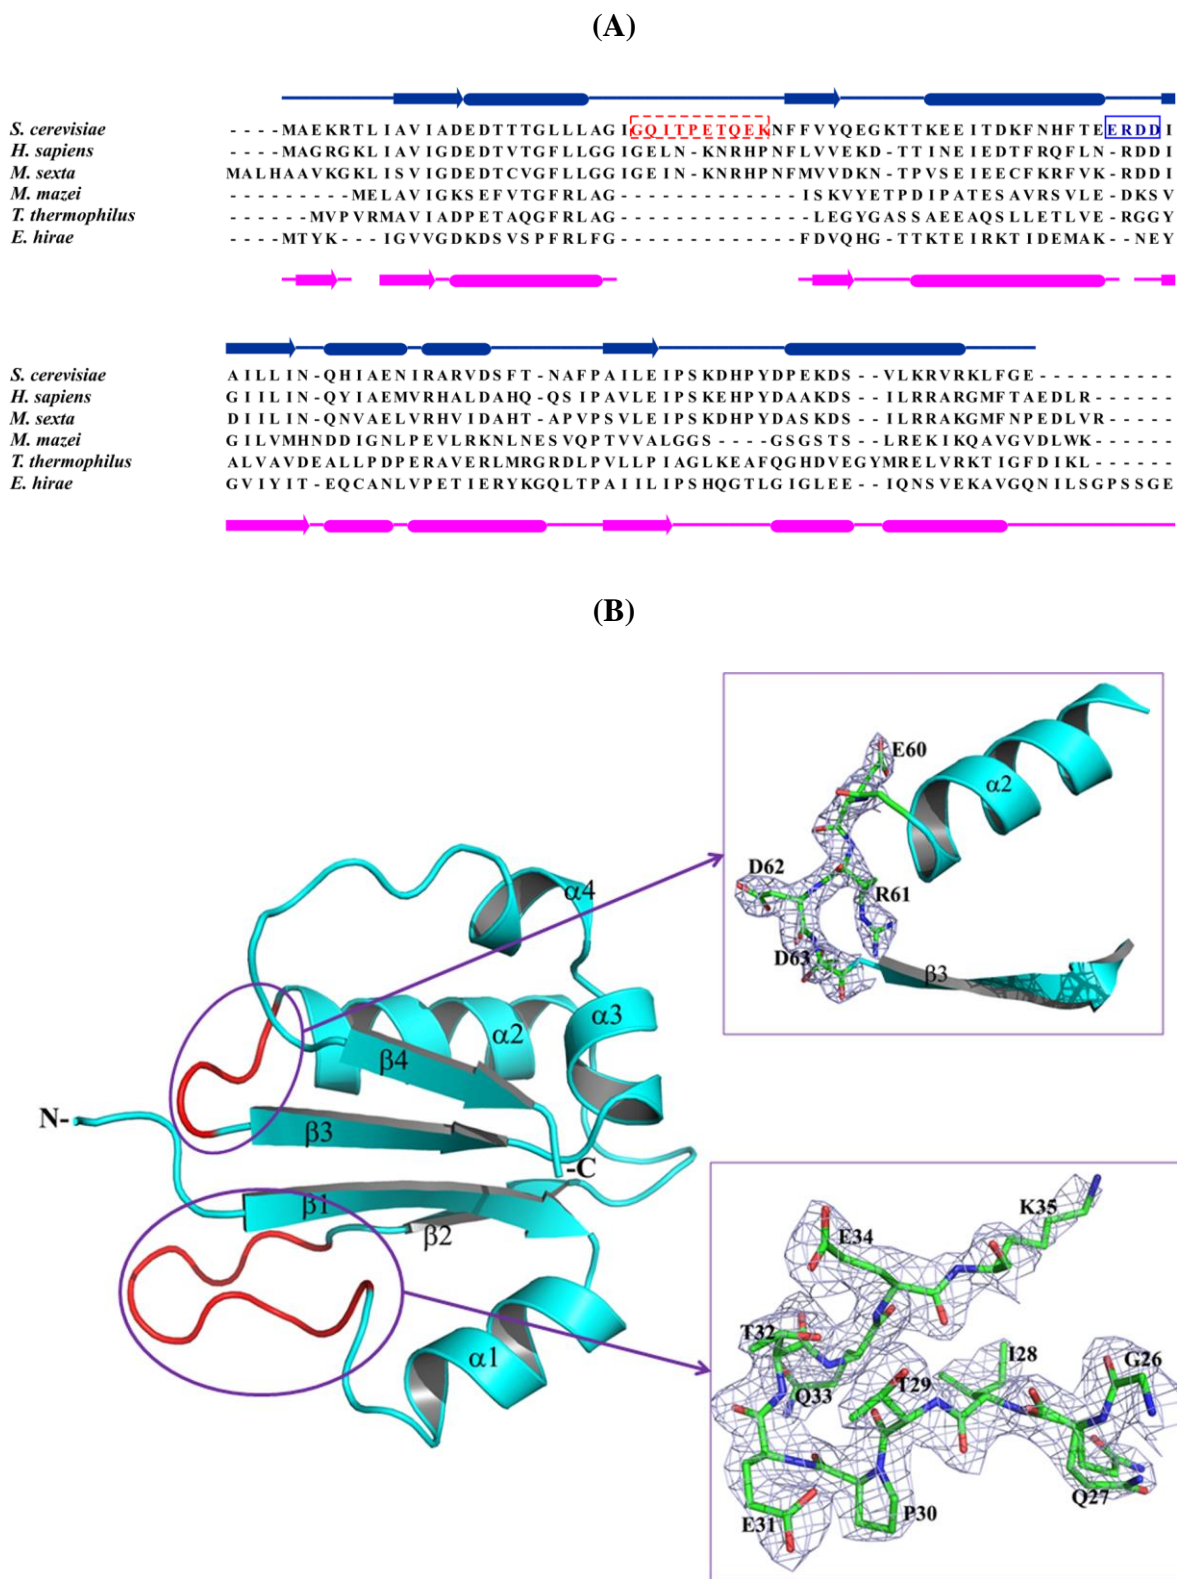 (A)
S. cerevisiae - - - - MAEKRTLIAVIADEDTTTGLLLAGIGQITPETQEKNFFVYQEGKTTKEEITDKFNHFTEERDDI
H. sapiens - - - - MAGRGKLIAVIGDEDTVTGFLLGGIGELN-KNRHPNFLVVEKD-TTINEIEDTFRQFLN-RDDI
M. sexta MALHAAVKGKLISVIGDEDTCVGFLLGGIGEIN-KNRHPNFMVVDKN-TPVSEIEECFKRFVK-RDDI
M. mazei - - - - - - - - - MELAVIGKSEFVTGFRLAG- - - - - - - - - - - - - ISKVYETPDIPATESAVRSVLE-DKSV
T. thermophilus - - - - - - MVPVRMAVIADPETAQGFRLAG- - - - - - - - - - - - - - LEGYGASSAEEAQSLLETLVE-RGGY
E. hirae - - - - MTYK- - - IGVVGDKDSVSPFRLFG- - - - - - - - - - - - - FDVQHG-TTKTEIRKTIDEMAK- -NEY
S. cerevisiae AILLIN-QHIAENIRARVDSFT-NAFPAILEIPSKDHPYDPEKDS- -VLKRVRKLFGE- - - - - - - - - -
H. sapiens GIILIN-QYIAEMVRHALDAHQ-QSIPAVLEIPSKEHPYDAAKDS- -ILRRARGMFTAEDLR- - - - - -
M. sexta DIILIN-QNVAELVRHVIDAHT-APVPSVLEIPSKDHPYDASKDS- -ILRRAKGMFNPEDLVR- - - - -
M. mazei GILVMHNDDIGNLPEVLRKNLNESVQPTVVALGGS- - - -GSGSTS- -LREKIKQAVGVDLWK- - - - - -
T. thermophilus ALVAVDEALLPDPERAVERLMRGRDLPVLLPIAGLKEAFQGHDVEGYMRELVRKTIGFDIKL- - - - - -
E. hirae GVIYIT-EQCANLVPETIERYKGQLTPAIILIPSHQGTLGIGLEE- -IQNSVEKAVGQNILSGPSSGE
(B)
E60
α2
D62
R61
D63
β3
α4
α3
α2
β4
N-
β3
-C
β1
β2
α1
K35
E34
T32
I28
G26
Q33
T29
Q27
E31
P30